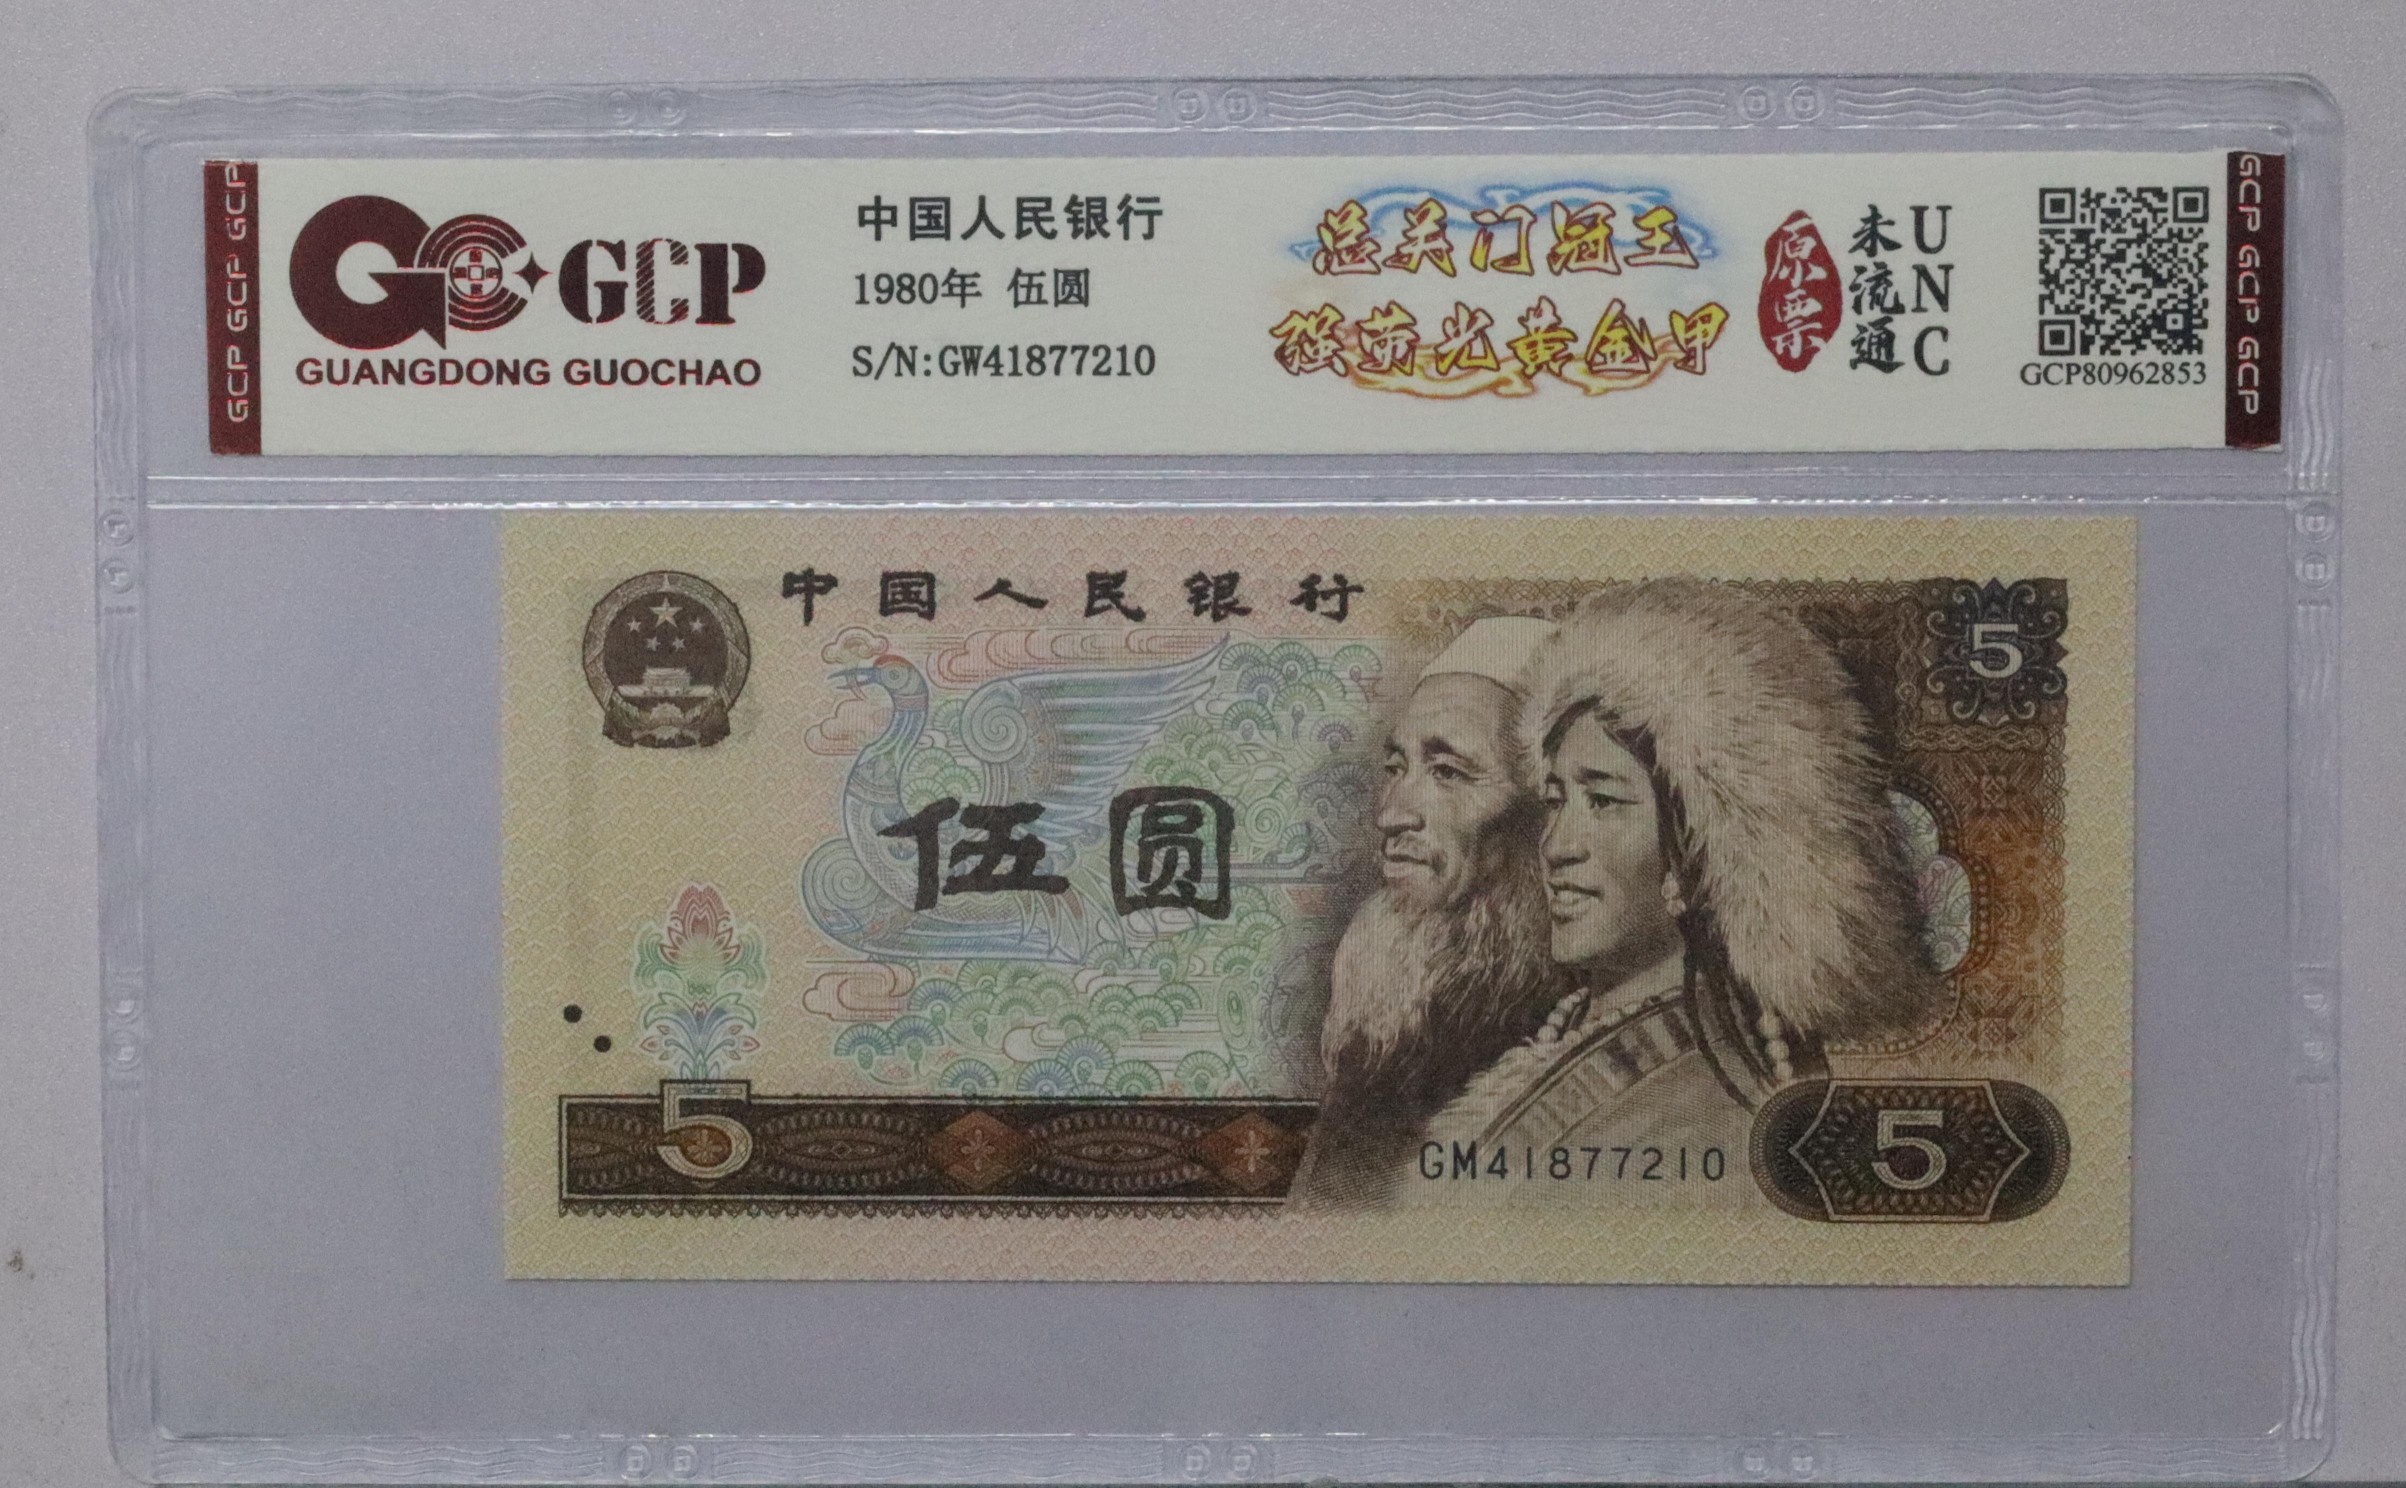 GCP GCP GCP
GCP
GUANGDONG GUOCHAO
中国人民银行
1980年 伍圆
S/N:GW41877210
总关门冠王
强荧光黄金甲
原票
未流通
UNC
GCP80962853
GCP GCP GCP
中国人民银行
5
伍圆
5
GM41877210
5